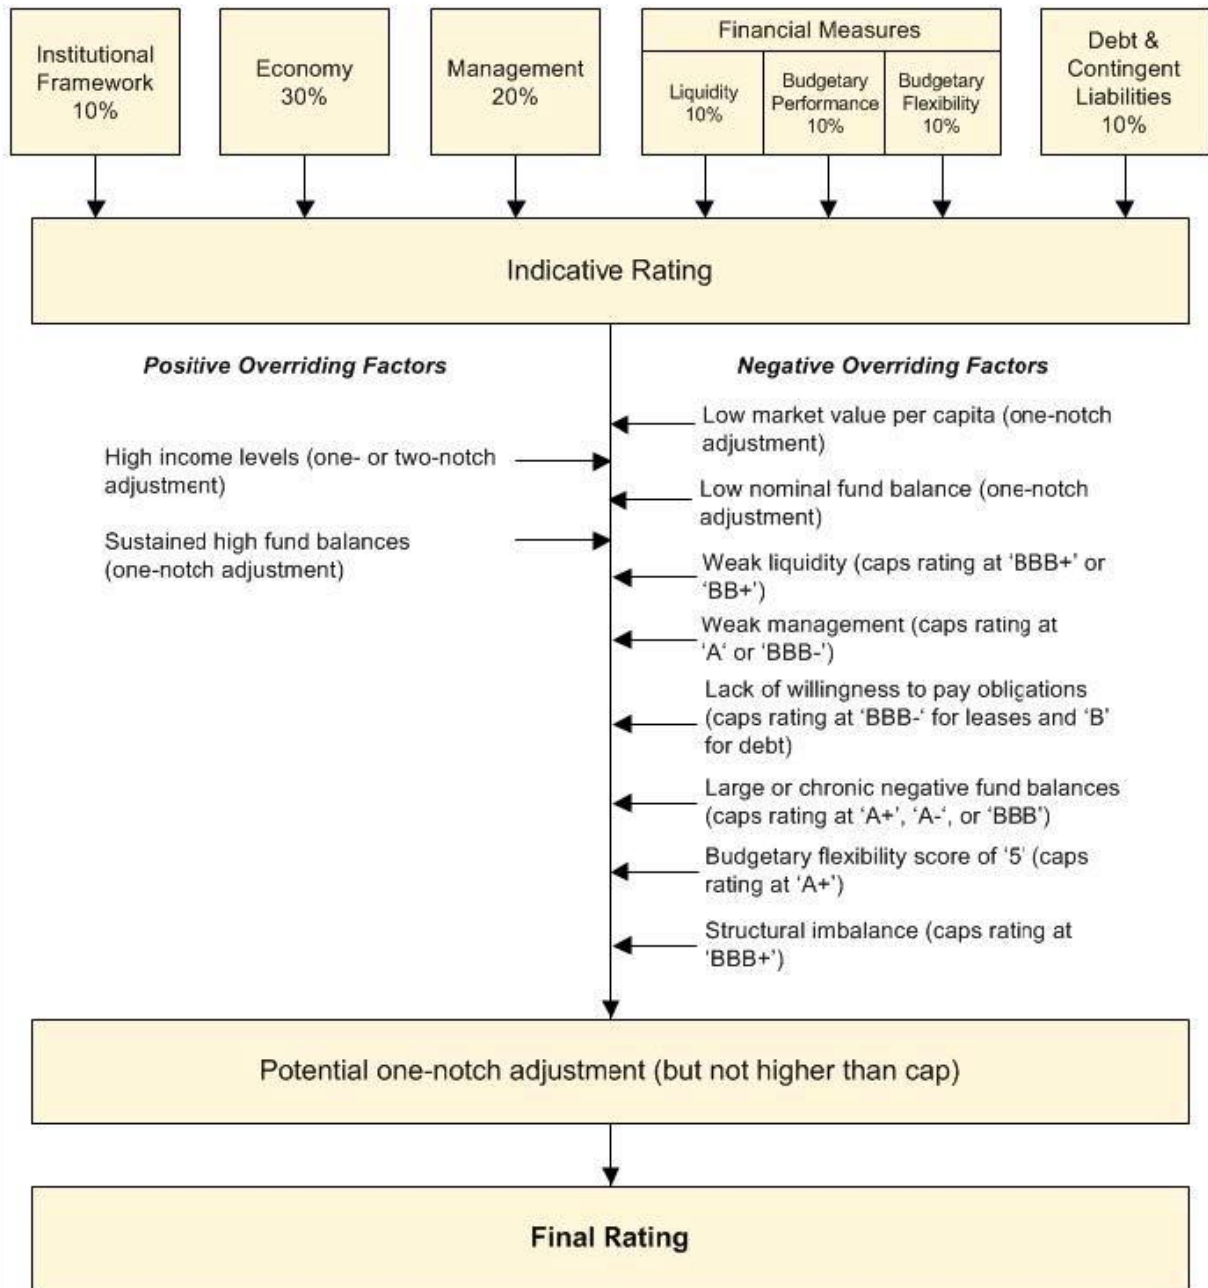 Institutional
Framework
10%
Economy
30%
Management
20%
Financial Measures
Liquidity
10%
Budgetary
Performance
10%
Budgetary
Flexibility
10%
Debt &
Contingent
Liabilities
10%
Indicative Rating
Positive Overriding Factors
High income levels (one- or two-notch
adjustment)
Sustained high fund balances
(one-notch adjustment)
Negative Overriding Factors
Low market value per capita (one-notch
adjustment)
Low nominal fund balance (one-notch
adjustment)
Weak liquidity (caps rating at ‘BBB+’ or
‘BB+’)
Weak management (caps rating at
‘A‘ or ‘BBB-’)
Lack of willingness to pay obligations
(caps rating at ‘BBB-‘ for leases and ‘B’
for debt)
Large or chronic negative fund balances
(caps rating at ‘A+’, ‘A-‘, or ‘BBB’)
Budgetary flexibility score of ‘5’ (caps
rating at ‘A+’)
Structural imbalance (caps rating at
‘BBB+’)
Potential one-notch adjustment (but not higher than cap)
Final Rating